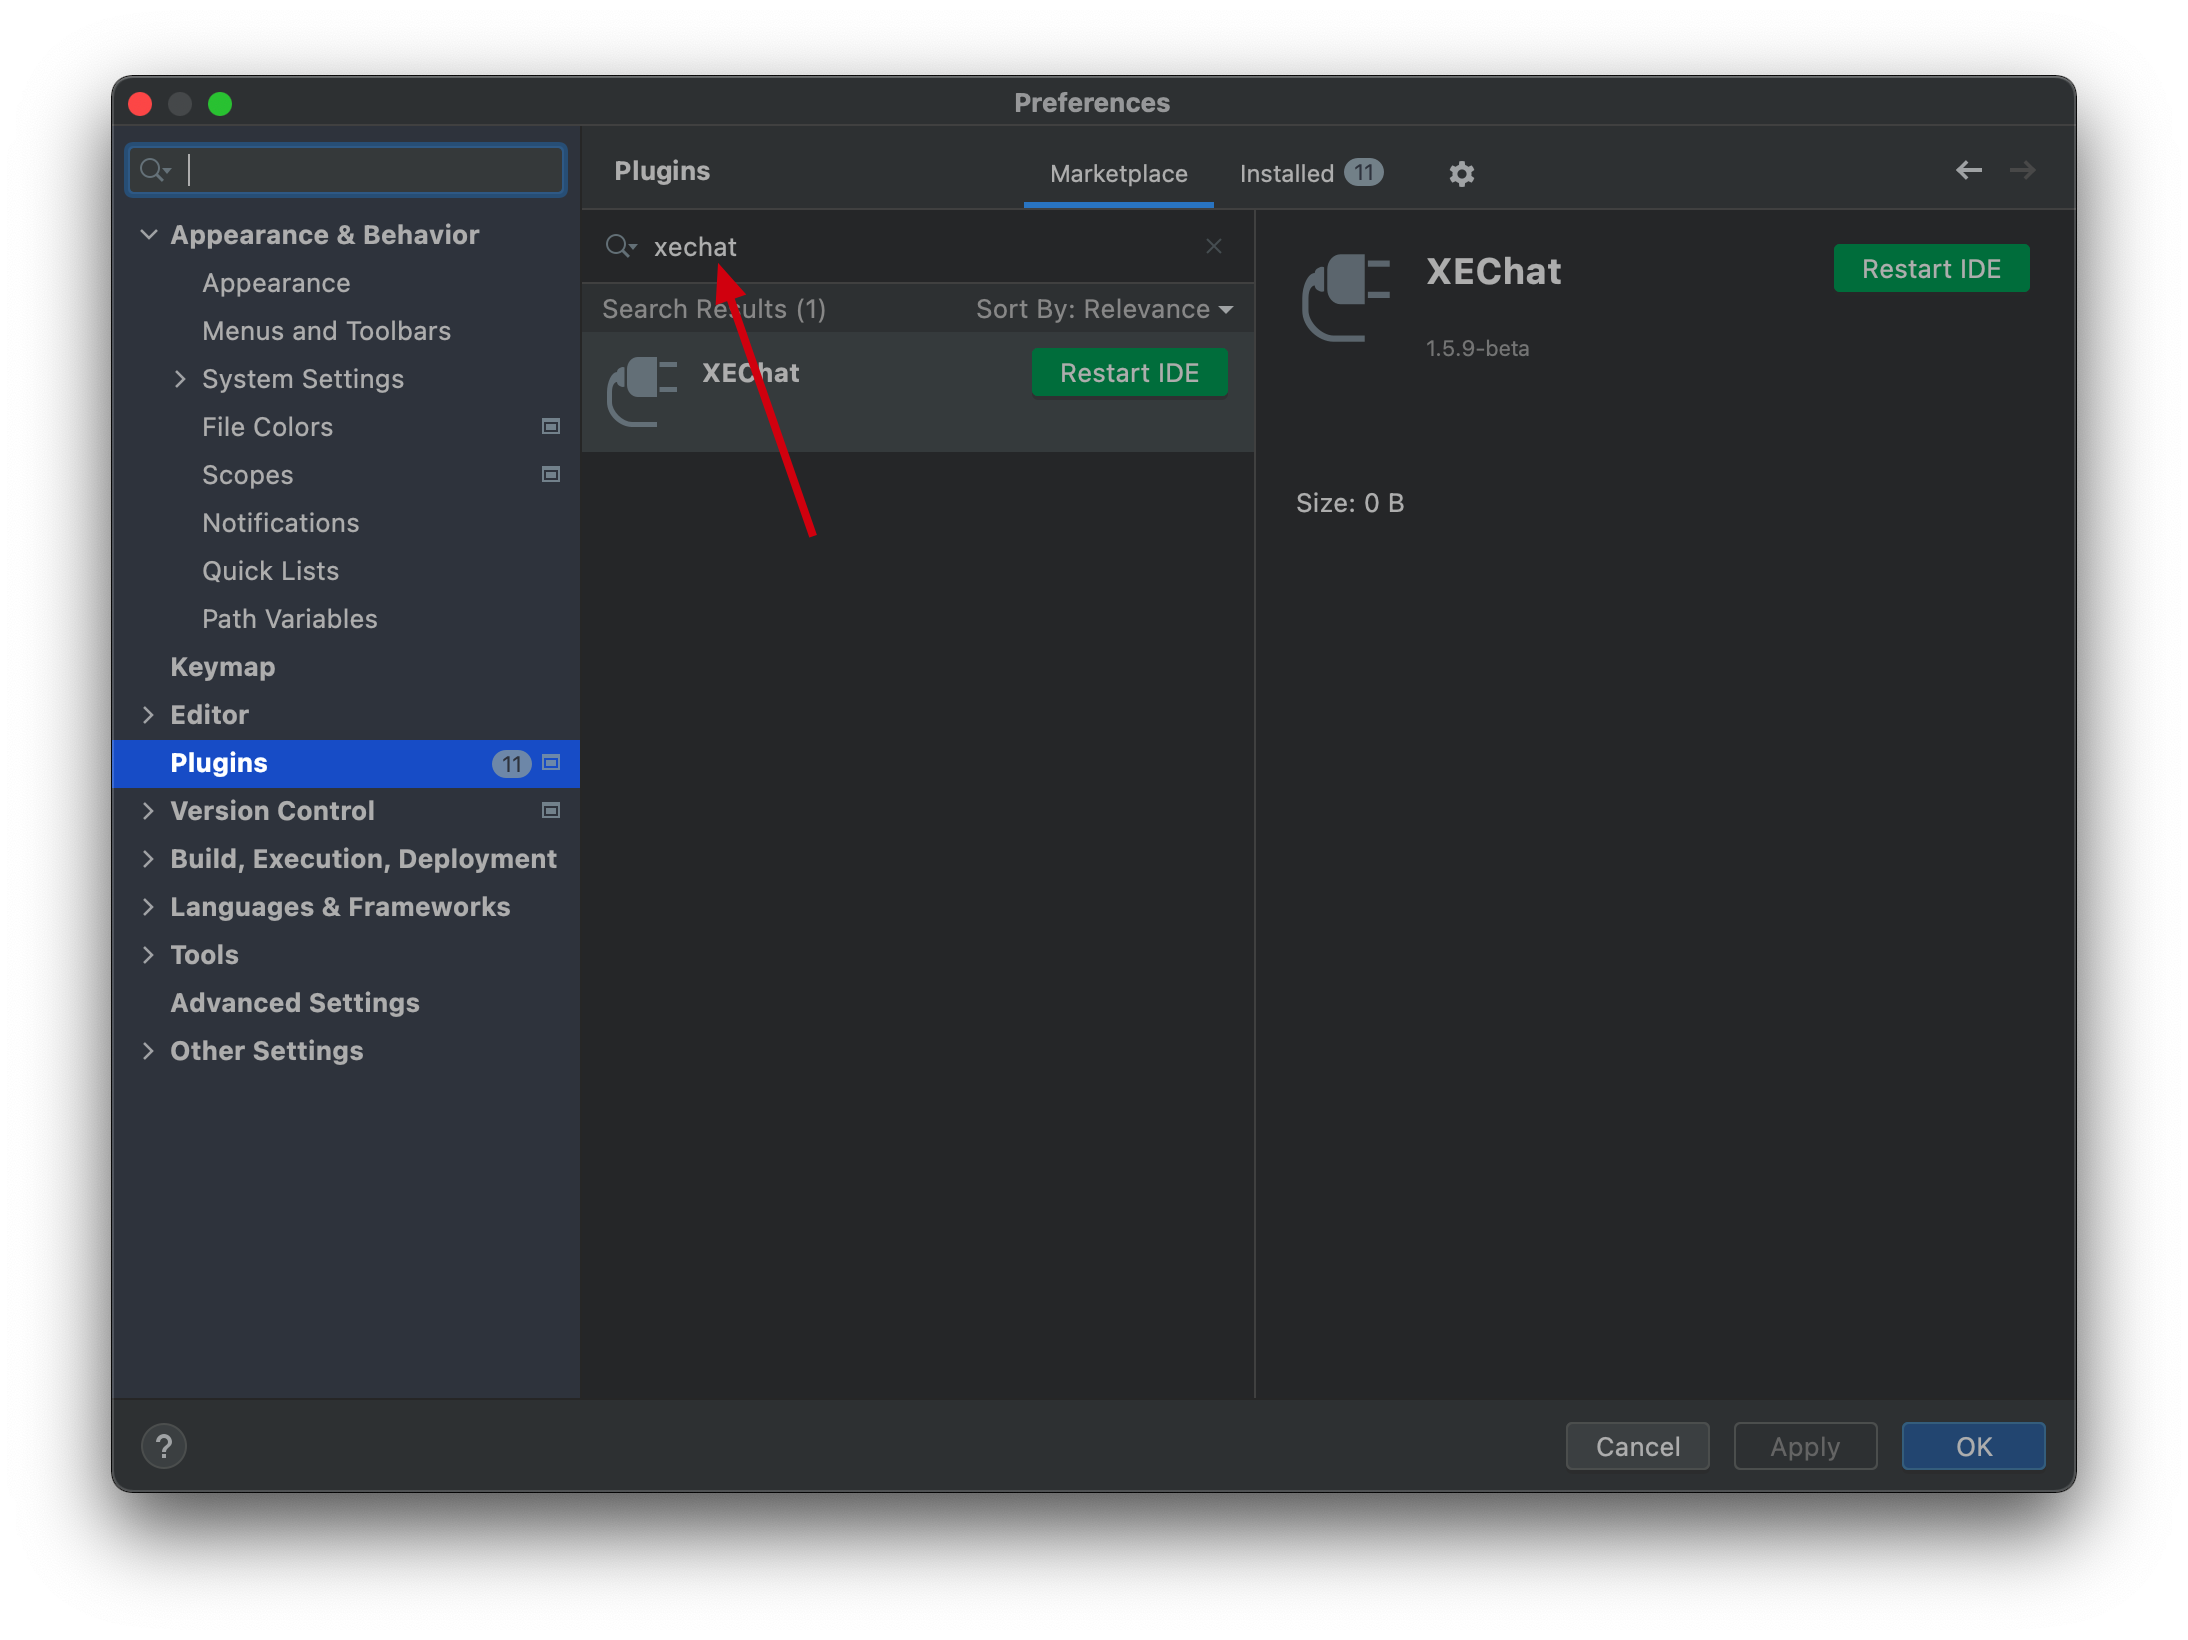 Preferences
Appearance & Behavior
Appearance
Menus and Toolbars
System Settings
File Colors
Scopes
Notifications
Quick Lists
Path Variables
Keymap
Editor
Plugins 11
Version Control
Build, Execution, Deployment
Languages & Frameworks
Tools
Advanced Settings
Other Settings
Plugins Marketplace Installed 11
xechat
Search Results (1) Sort By: Relevance
XEChat Restart IDE
XEChat Restart IDE
1.5.9-beta
Size: 0 B
? Cancel Apply OK